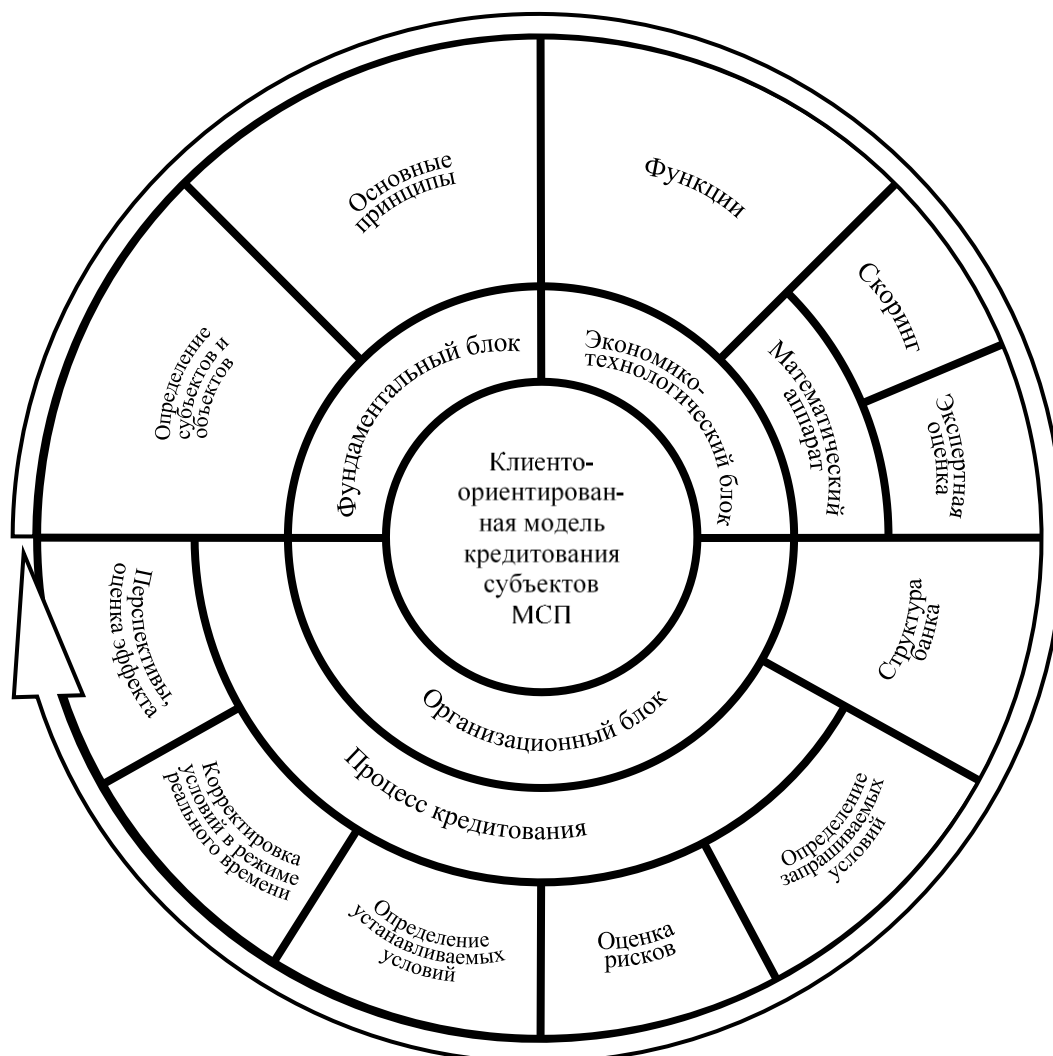 Основные
принципы
Функции
Скоринг
Экспертная
оценка
Математический
аппарат
Экономико-
технологический блок
Фундаментальный блок
Определение
субъектов и
объектов
Клиенто-
ориентирован-
ная модель
кредитования
субъектов
МСП
Структура
банка
Организационный блок
Процесс кредитования
Определение
запрашиваемых
условий
Оценка
рисков
Определение
устанавливаемых
условий
Корректировка
условий в режиме
реального времени
Перспективы,
оценка эффекта